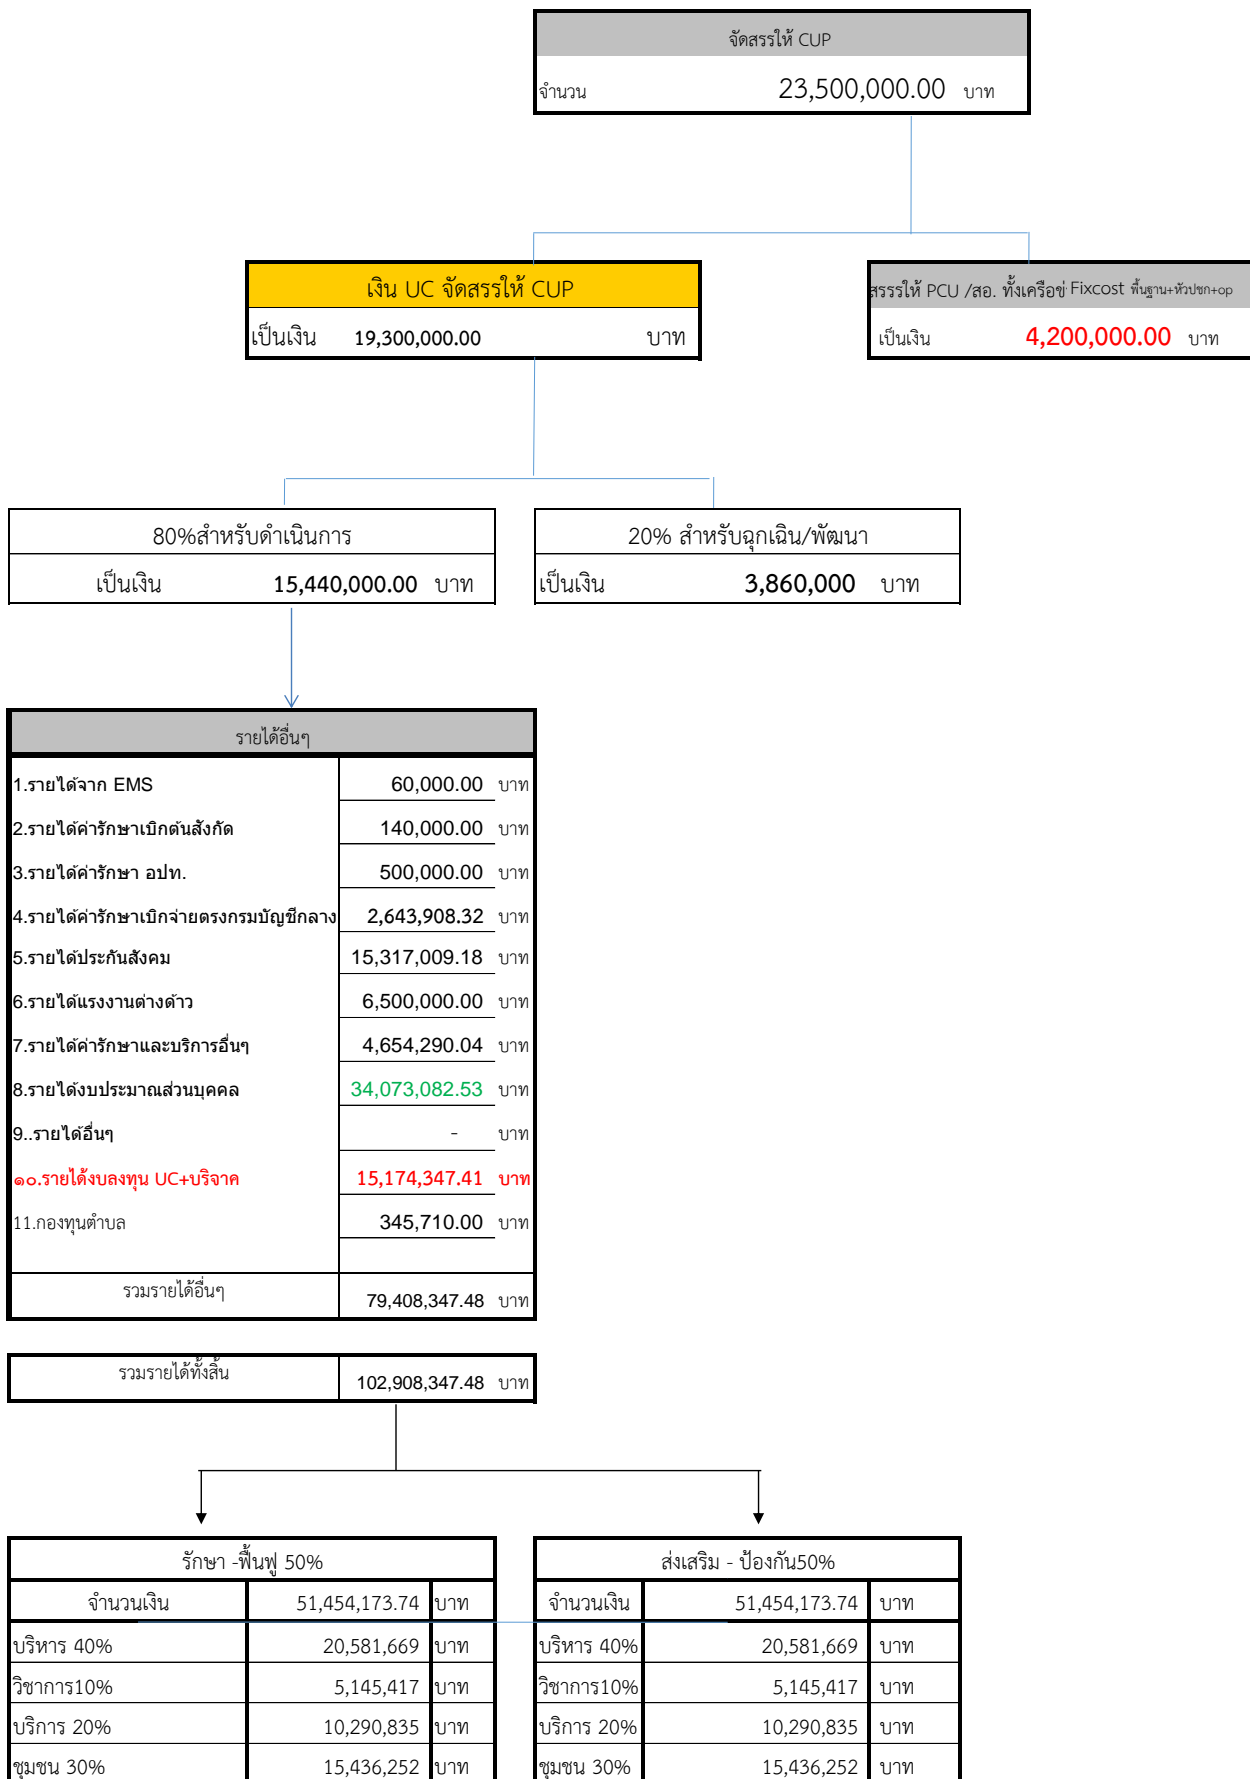 จัดสรรให้ CUP
จำนวน 23,500,000.00 บาท
เงิน UC จัดสรรให้ CUP
เป็นเงิน 19,300,000.00 บาท
สรรรให้ PCU /สอ. ทั้งเครือข่ Fixcost พื้นฐาน+หัวปชก+op
เป็นเงิน 4,200,000.00 บาท
80%สำหรับดำเนินการ
เป็นเงิน 15,440,000.00 บาท
20% สำหรับฉุกเฉิน/พัฒนา
เป็นเงิน 3,860,000 บาท
รายได้อื่นๆ
1.รายได้จาก EMS 60,000.00 บาท
2.รายได้ค่ารักษาเบิกต้นสังกัด 140,000.00 บาท
3.รายได้ค่ารักษา อปท. 500,000.00 บาท
4.รายได้ค่ารักษาเบิกจ่ายตรงกรมบัญชีกลาง 2,643,908.32 บาท
5.รายได้ประกันสังคม 15,317,009.18 บาท
6.รายได้แรงงานต่างด้าว 6,500,000.00 บาท
7.รายได้ค่ารักษาและบริการอื่นๆ 4,654,290.04 บาท
8.รายได้งบประมาณส่วนบุคคล 34,073,082.53 บาท
9..รายได้อื่นๆ - บาท
๑๐.รายได้งบลงทุน UC+บริจาค 15,174,347.41 บาท
11.กองทุนตำบล 345,710.00 บาท
รวมรายได้อื่นๆ 79,408,347.48 บาท
รวมรายได้ทั้งสิ้น 102,908,347.48 บาท
รักษา -ฟื้นฟู 50%
จำนวนเงิน 51,454,173.74 บาท
บริหาร 40% 20,581,669 บาท
วิชาการ10% 5,145,417 บาท
บริการ 20% 10,290,835 บาท
ชุมชน 30% 15,436,252 บาท
ส่งเสริม - ป้องกัน50%
จำนวนเงิน 51,454,173.74 บาท
บริหาร 40% 20,581,669 บาท
วิชาการ10% 5,145,417 บาท
บริการ 20% 10,290,835 บาท
ชุมชน 30% 15,436,252 บาท